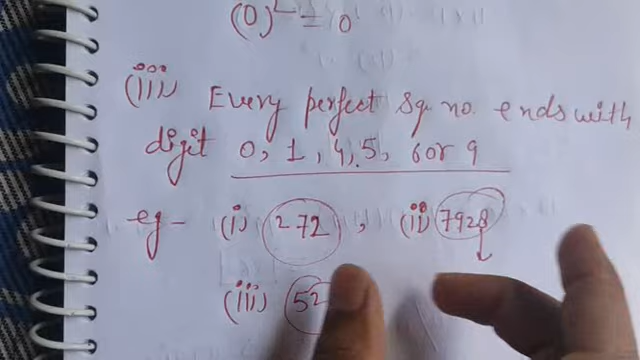 (0)² = 0
(iii) Every perfect Sq no. ends with
digit 0, 1, 4, 5, 6 or 9
eg - (i) 272, (ii) 7928
(iii) 52